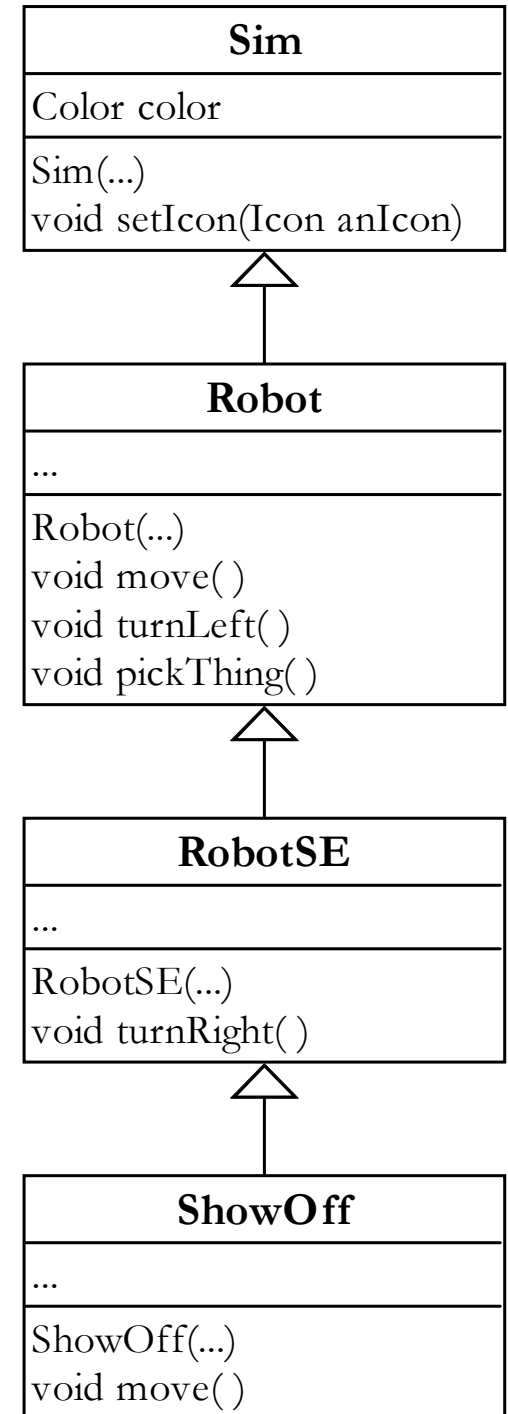 Sim
Color color
Sim(...)
void setIcon(Icon anIcon)
Robot
...
Robot(...)
void move( )
void turnLeft( )
void pickThing( )
RobotSE
...
RobotSE(...)
void turnRight( )
ShowOff
...
ShowOff(...)
void move( )